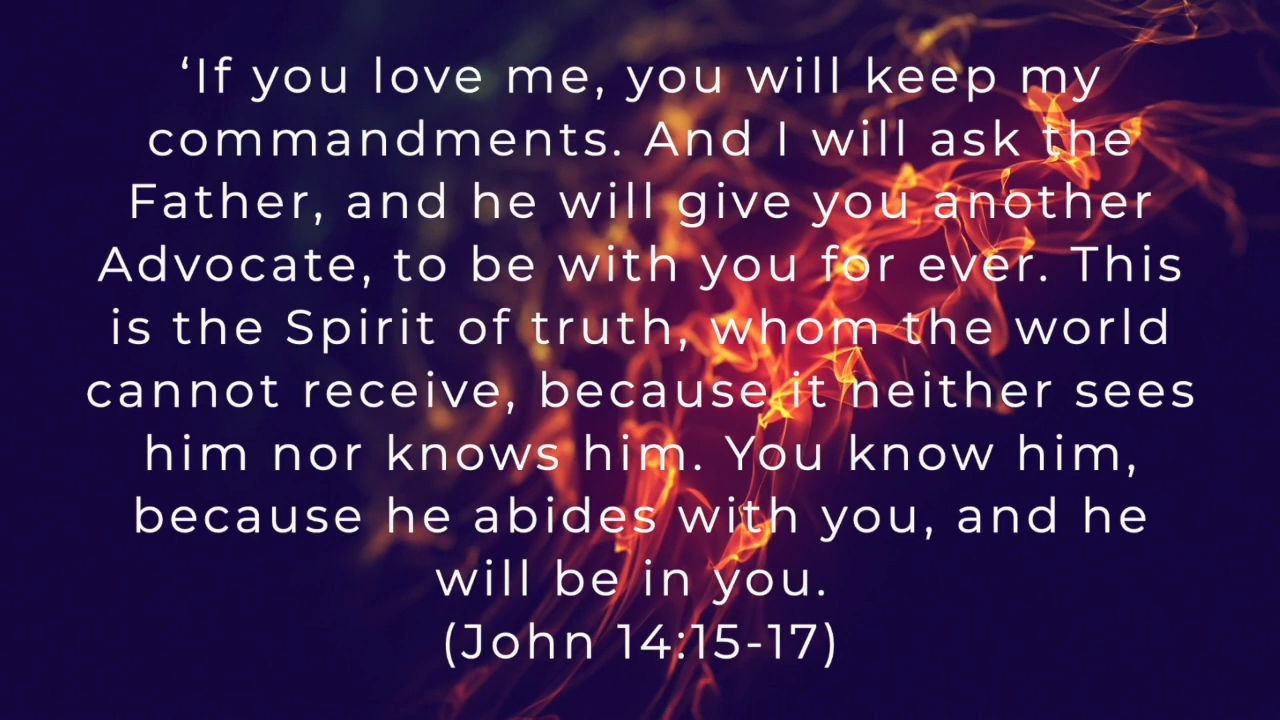 ‘If you love me, you will keep my
commandments. And I will ask the
Father, and he will give you another
Advocate, to be with you for ever. This
is the Spirit of truth, whom the world
cannot receive, because it neither sees
him nor knows him. You know him,
because he abides with you, and he
will be in you.
(John 14:15-17)